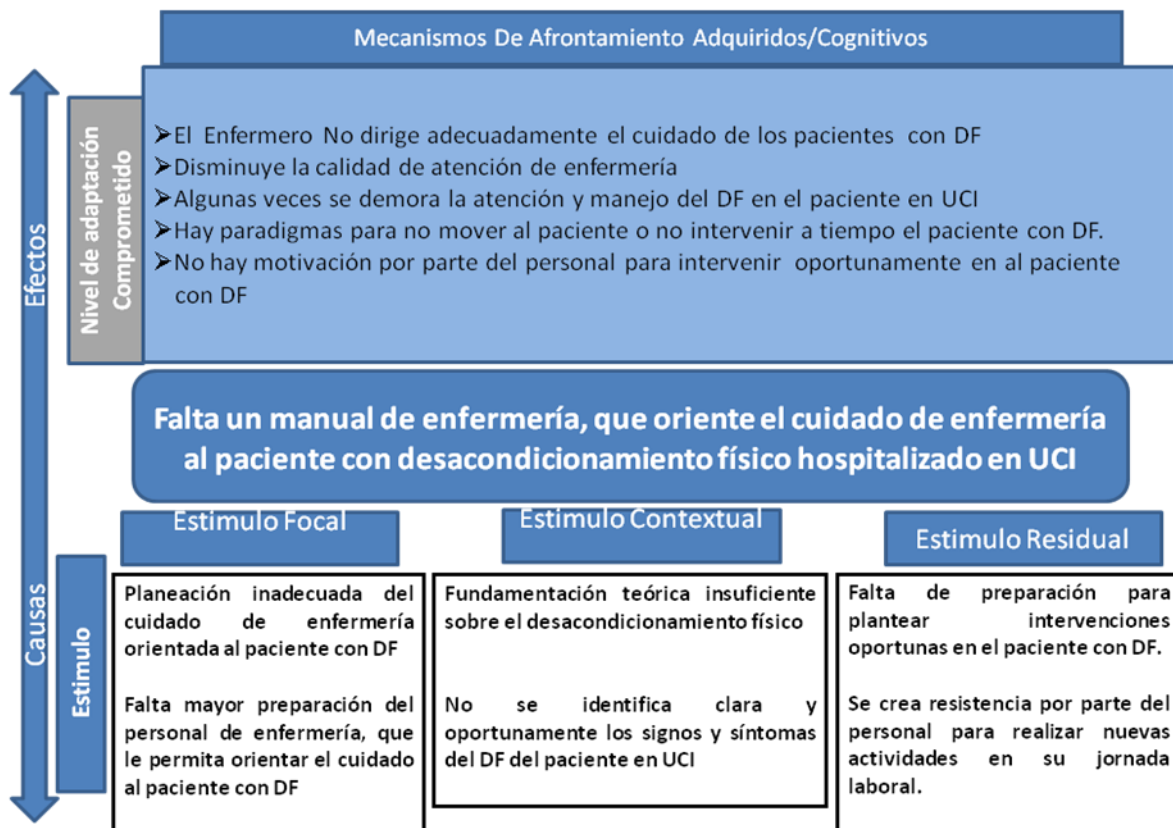 Mecanismos De Afrontamiento Adquiridos/Cognitivos
Efectos
Nivel de adaptación
Comprometido
➢El Enfermero No dirige adecuadamente el cuidado de los pacientes con DF
➢Disminuye la calidad de atención de enfermería
➢Algunas veces se demora la atención y manejo del DF en el paciente en UCI
➢Hay paradigmas para no mover al paciente o no intervenir a tiempo el paciente con DF.
➢No hay motivación por parte del personal para intervenir oportunamente en al paciente
con DF
Falta un manual de enfermería, que oriente el cuidado de enfermería
al paciente con desacondicionamiento físico hospitalizado en UCI
Causas
Estimulo
Estimulo Focal
Planeación inadecuada del
cuidado de enfermería
orientada al paciente con DF
Falta mayor preparación del
personal de enfermería, que
le permita orientar el cuidado
al paciente con DF
Estimulo Contextual
Fundamentación teórica insuficiente
sobre el desacondicionamiento físico
No se identifica clara y
oportunamente los signos y síntomas
del DF del paciente en UCI
Estimulo Residual
Falta de preparación para
plantear intervenciones
oportunas en el paciente con DF.
Se crea resistencia por parte del
personal para realizar nuevas
actividades en su jornada
laboral.